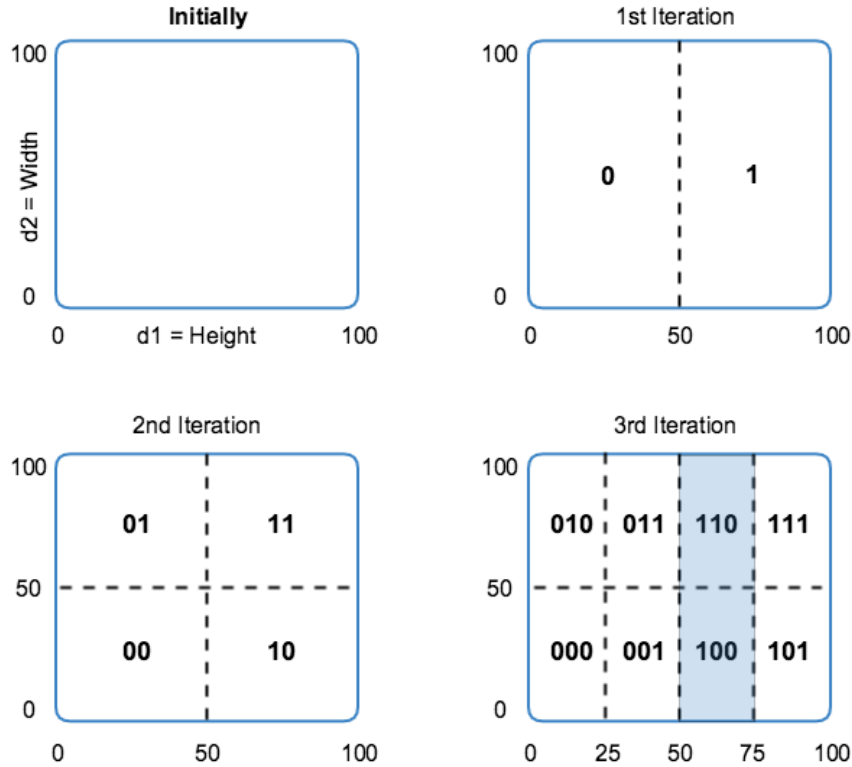 Initially
100
d2 = Width
0
0 d1 = Height 100
1st Iteration
100
0 1
0
0 50 100
2nd Iteration
100
01 11
50
00 10
0
0 50 100
3rd Iteration
100
010 011 110 111
50
000 001 100 101
0
0 25 50 75 100